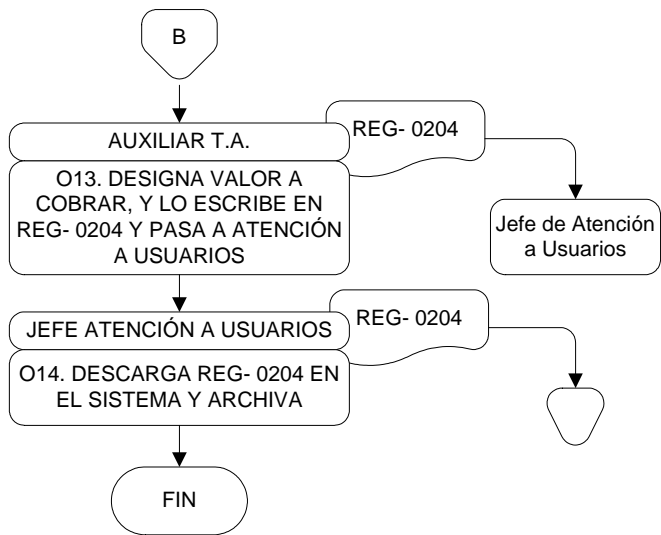 B
AUXILIAR T.A.
REG- 0204
O13. DESIGNA VALOR A
COBRAR, Y LO ESCRIBE EN
REG- 0204 Y PASA A ATENCIÓN
A USUARIOS
Jefe de Atención
a Usuarios
JEFE ATENCIÓN A USUARIOS
REG- 0204
O14. DESCARGA REG- 0204 EN
EL SISTEMA Y ARCHIVA
FIN